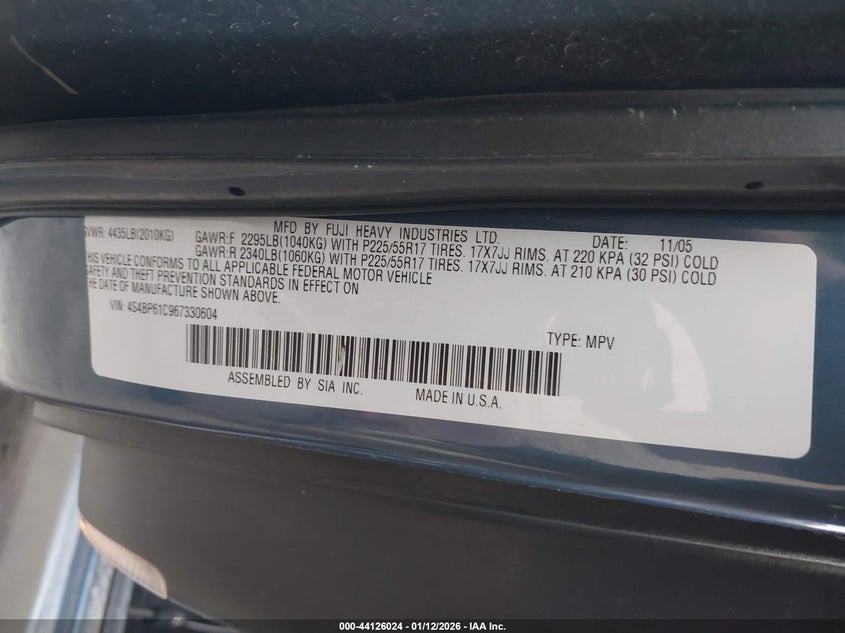 MFD BY FUJI HEAVY INDUSTRIES LTD. DATE: 11/05
GVWR: 4435LB(2010KG) GAWR:F 2295LB(1040KG) WITH P225/55R17 TIRES. 17X7JJ RIMS. AT 220 KPA (32 PSI) COLD
GAWR:R 2340LB(1060KG) WITH P225/55R17 TIRES. 17X7JJ RIMS. AT 210 KPA (30 PSI) COLD
THIS VEHICLE CONFORMS TO ALL APPLICABLE FEDERAL MOTOR VEHICLE
SAFETY AND THEFT PREVENTION STANDARDS IN EFFECT ON
THE DATE OF MANUFACTURE SHOWN ABOVE.
VIN: 4S4BP61C967330604
TYPE: MPV
ASSEMBLED BY SIA INC. MADE IN U.S.A.
000-44126024 - 01/12/2026 - IAA Inc.